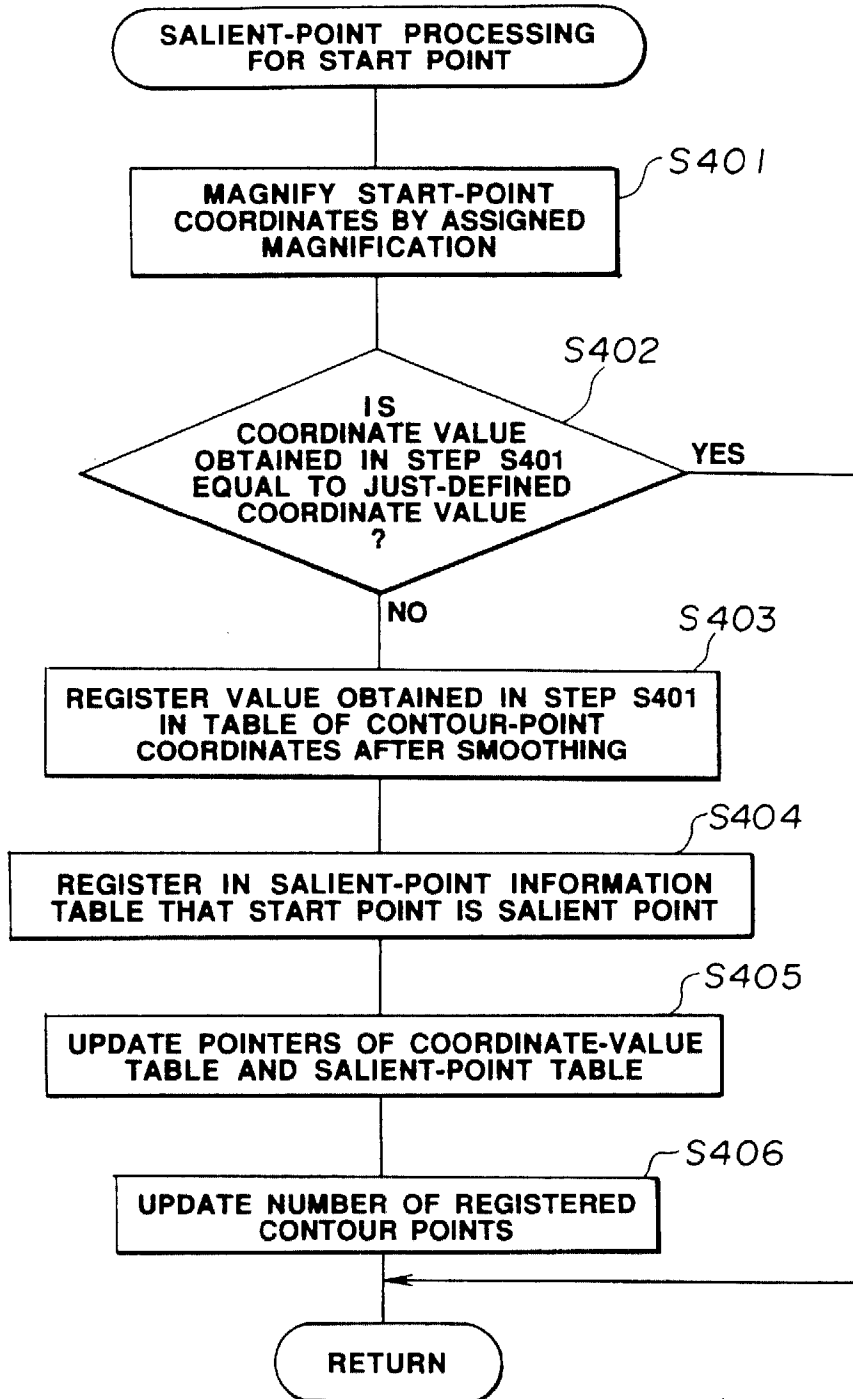 SALIENT-POINT PROCESSING
FOR START POINT
S401
MAGNIFY START-POINT
COORDINATES BY ASSIGNED
MAGNIFICATION
S402
IS
COORDINATE VALUE
OBTAINED IN STEP S401
EQUAL TO JUST-DEFINED
COORDINATE VALUE
?
YES
NO
S403
REGISTER VALUE OBTAINED IN STEP S401
IN TABLE OF CONTOUR-POINT
COORDINATES AFTER SMOOTHING
S404
REGISTER IN SALIENT-POINT INFORMATION
TABLE THAT START POINT IS SALIENT POINT
S405
UPDATE POINTERS OF COORDINATE-VALUE
TABLE AND SALIENT-POINT TABLE
S406
UPDATE NUMBER OF REGISTERED
CONTOUR POINTS
RETURN